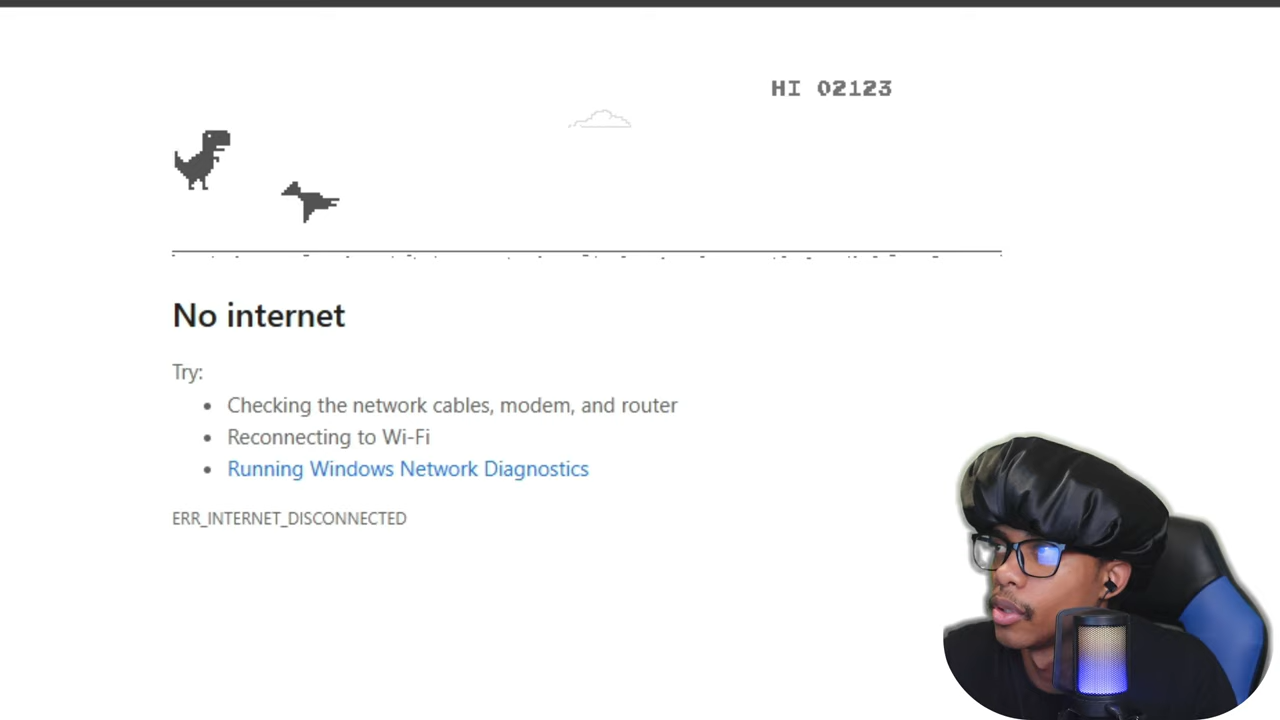 HI 02123
No internet
Try:
Checking the network cables, modem, and router
Reconnecting to Wi-Fi
Running Windows Network Diagnostics
ERR_INTERNET_DISCONNECTED